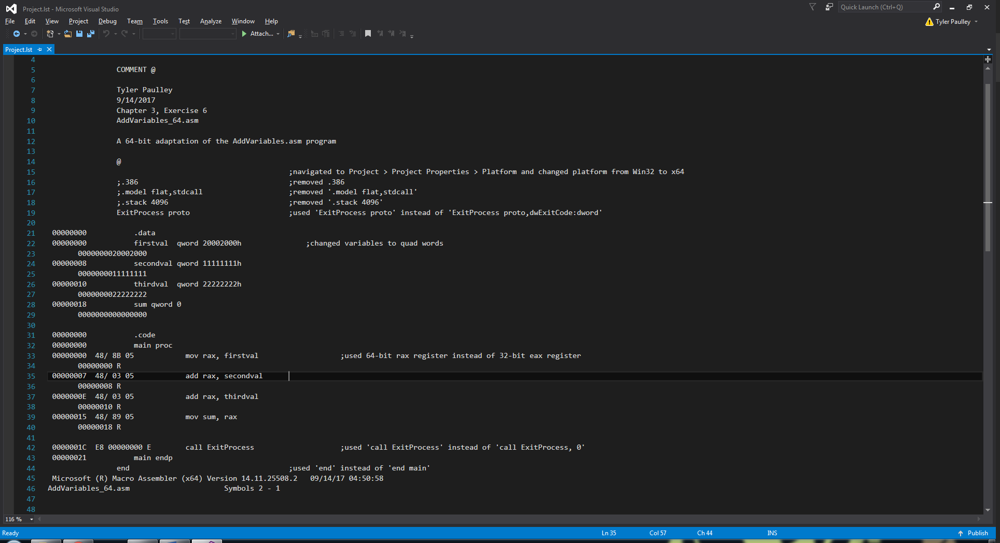 Project.lst - Microsoft Visual Studio
Quick Launch (Ctrl+Q)
File Edit View Project Debug Team Tools Test Analyze Window Help
Tyler Paulley
Attach...
Project.lst
4
5 COMMENT @
6
7 Tyler Paulley
8 9/14/2017
9 Chapter 3, Exercise 6
10 AddVariables_64.asm
11
12 A 64-bit adaptation of the AddVariables.asm program
13
14 @
15 ;navigated to Project > Project Properties > Platform and changed platform from Win32 to x64
16 ;.386 ;removed .386
17 ;.model flat,stdcall ;removed '.model flat,stdcall'
18 ;.stack 4096 ;removed '.stack 4096'
19 ExitProcess proto ;used 'ExitProcess proto' instead of 'ExitProcess proto,dwExitCode:dword'
20
21 00000000 .data
22 00000000 firstval qword 20002000h ;changed variables to quad words
23 0000000020002000
24 00000008 secondval qword 11111111h
25 0000000011111111
26 00000010 thirdval qword 22222222h
27 0000000022222222
28 00000018 sum qword 0
29 0000000000000000
30
31 00000000 .code
32 00000000 main proc
33 00000000 48/ 8B 05 mov rax, firstval ;used 64-bit rax register instead of 32-bit eax register
34 00000000 R
35 00000007 48/ 03 05 add rax, secondval
36 00000008 R
37 0000000E 48/ 03 05 add rax, thirdval
38 00000010 R
39 00000015 48/ 89 05 mov sum, rax
40 00000018 R
41
42 0000001C E8 00000000 E call ExitProcess ;used 'call ExitProcess' instead of 'call ExitProcess, 0'
43 00000021 main endp
44 end ;used 'end' instead of 'end main'
45 Microsoft (R) Macro Assembler (x64) Version 14.11.25508.2 09/14/17 04:50:58
46 AddVariables_64.asm Symbols 2 - 1
47
48
116 %
Ready Ln 35 Col 57 Ch 44 INS Publish